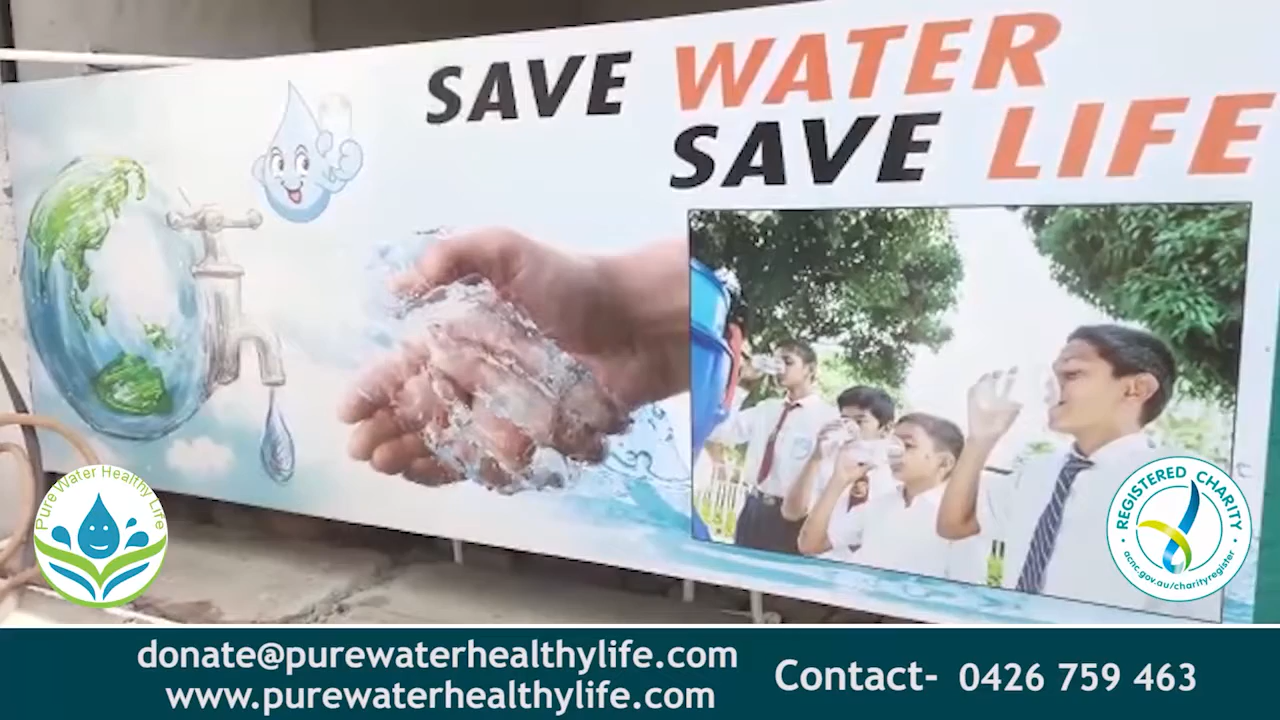 SAVE WATER
SAVE LIFE
Pure Water Healthy Life
REGISTERED CHARITY
acnc.gov.au/charityregister
donate@purewaterhealthylife.com
www.purewaterhealthylife.com
Contact- 0426 759 463